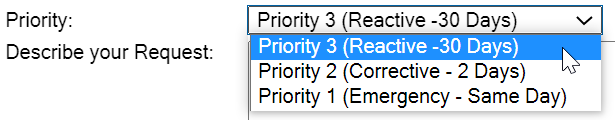 Priority: Priority 3 (Reactive -30 Days)
Describe your Request: Priority 3 (Reactive -30 Days)
Priority 2 (Corrective - 2 Days)
Priority 1 (Emergency - Same Day)